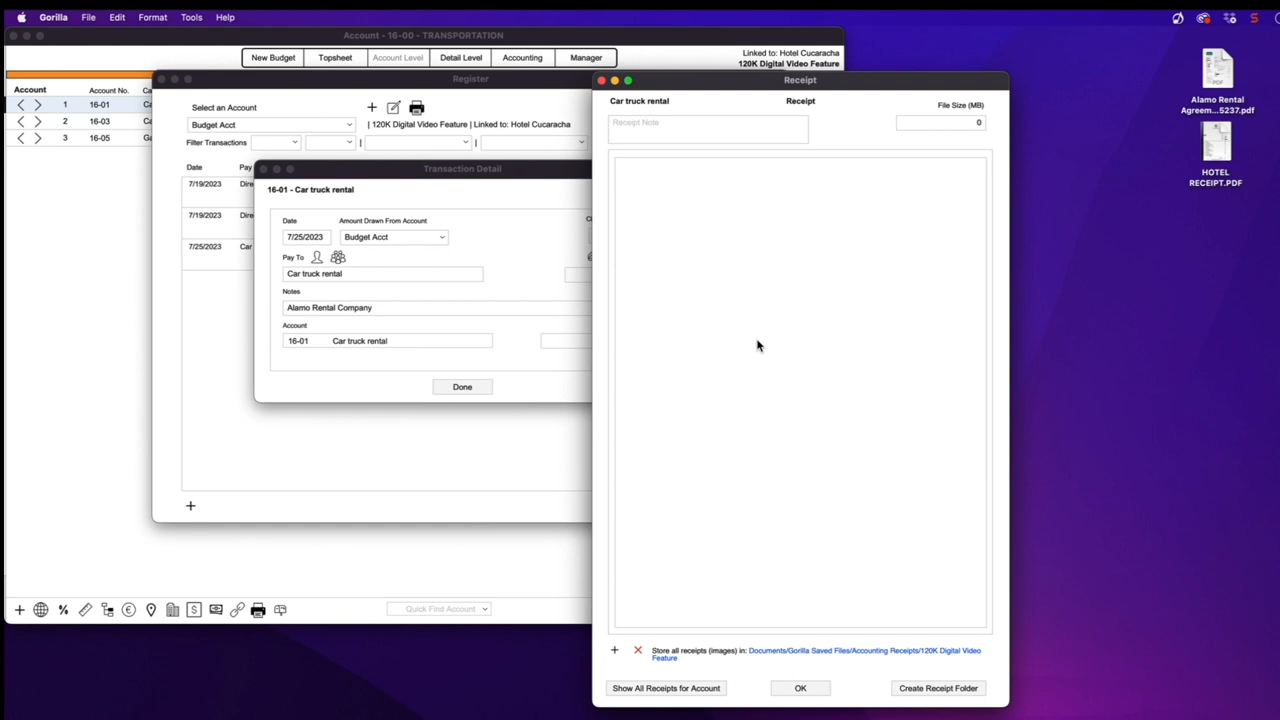 Gorilla File Edit Format Tools Help
Account - 16-00 - TRANSPORTATION
New Budget Topsheet Account Level Detail Level Accounting Manager
Linked to: Hotel Cucaracha
120K Digital Video Feature
Account Account No.
1 16-01
2 16-03
3 16-05
Quick Find Account
Register
Select an Account
Budget Acct
| 120K Digital Video Feature | Linked to: Hotel Cucaracha
Filter Transactions | |
Date Pay
7/19/2023 Dire
7/19/2023 Dire
7/25/2023 Car
Transaction Detail
16-01 - Car truck rental
Date Amount Drawn From Account
7/25/2023 Budget Acct
Pay To
Car truck rental
Notes
Alamo Rental Company
Account
16-01 Car truck rental
Done
Receipt
Car truck rental Receipt File Size (MB)
Receipt Note 0
Store all receipts (images) in: Documents/Gorilla Saved Files/Accounting Receipts/120K Digital Video
Feature
Show All Receipts for Account OK Create Receipt Folder
PDF
Alamo Rental
Agreem...5237.pdf
HOTEL
RECEIPT.PDF